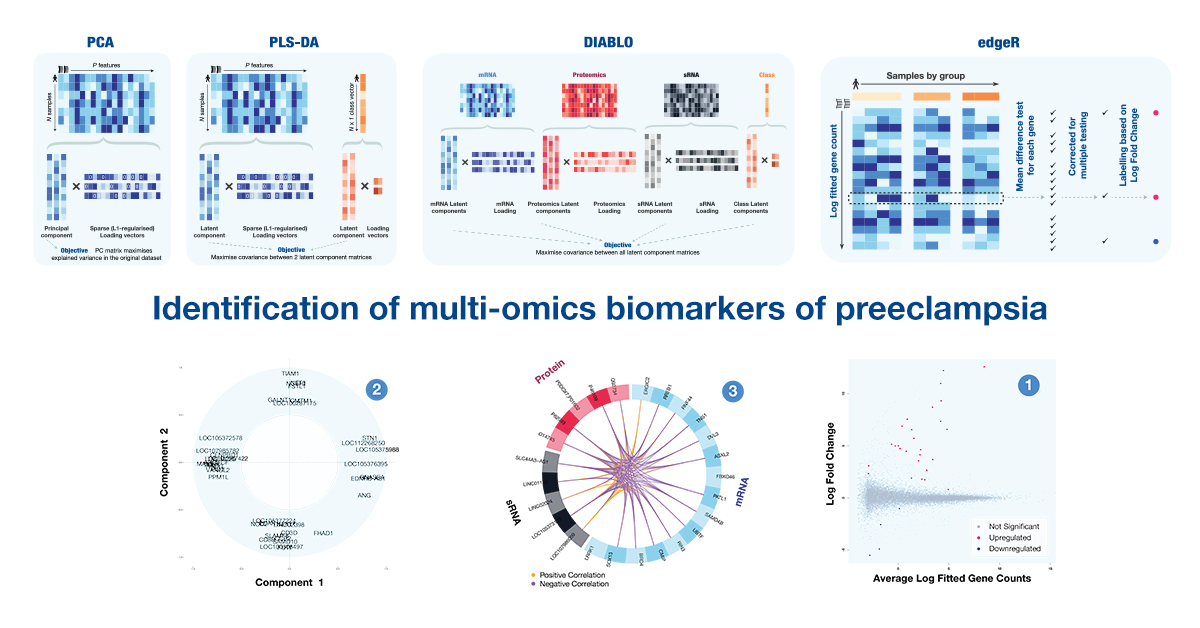 PCA
P features
N samples
Principal
component
Sparse (L1-regularised)
Loading vectors
Objective PC matrix maximises
explained variance in the original dataset
PLS-DA
P features
N samples
N x 1 class vector
Latent
component
Sparse (L1-regularised)
Loading vectors
Latent
component
Loading
vectors
Objective
Maximise covariance between 2 latent component matrices
DIABLO
mRNA
Proteomics
sRNA
Class
mRNA Latent
components
mRNA
Loading
Proteomics Latent
components
Proteomics
Loading
sRNA Latent
components
sRNA
Loading
Class Latent
components
Objective
Maximise covariance between all latent component matrices
edgeR
Samples by group
Log fitted gene count
Mean difference test
for each gene
Corrected for
multiple testing
Labelling based on
Log Fold Change
Identification of multi-omics biomarkers of preeclampsia
2
Component 2
TIAM1
LOC105372578
LOC107985782
PPM1L
STN1
LOC112268250
LOC105375988
LOC105376395
ANG
FHAD1
Component 1
3
Protein
mRNA
sRNA
SLC44A3-AS1
DVL3
ASXL2
FBXO46
Positive Correlation
Negative Correlation
1
Log Fold Change
Not Significant
Upregulated
Downregulated
Average Log Fitted Gene Counts